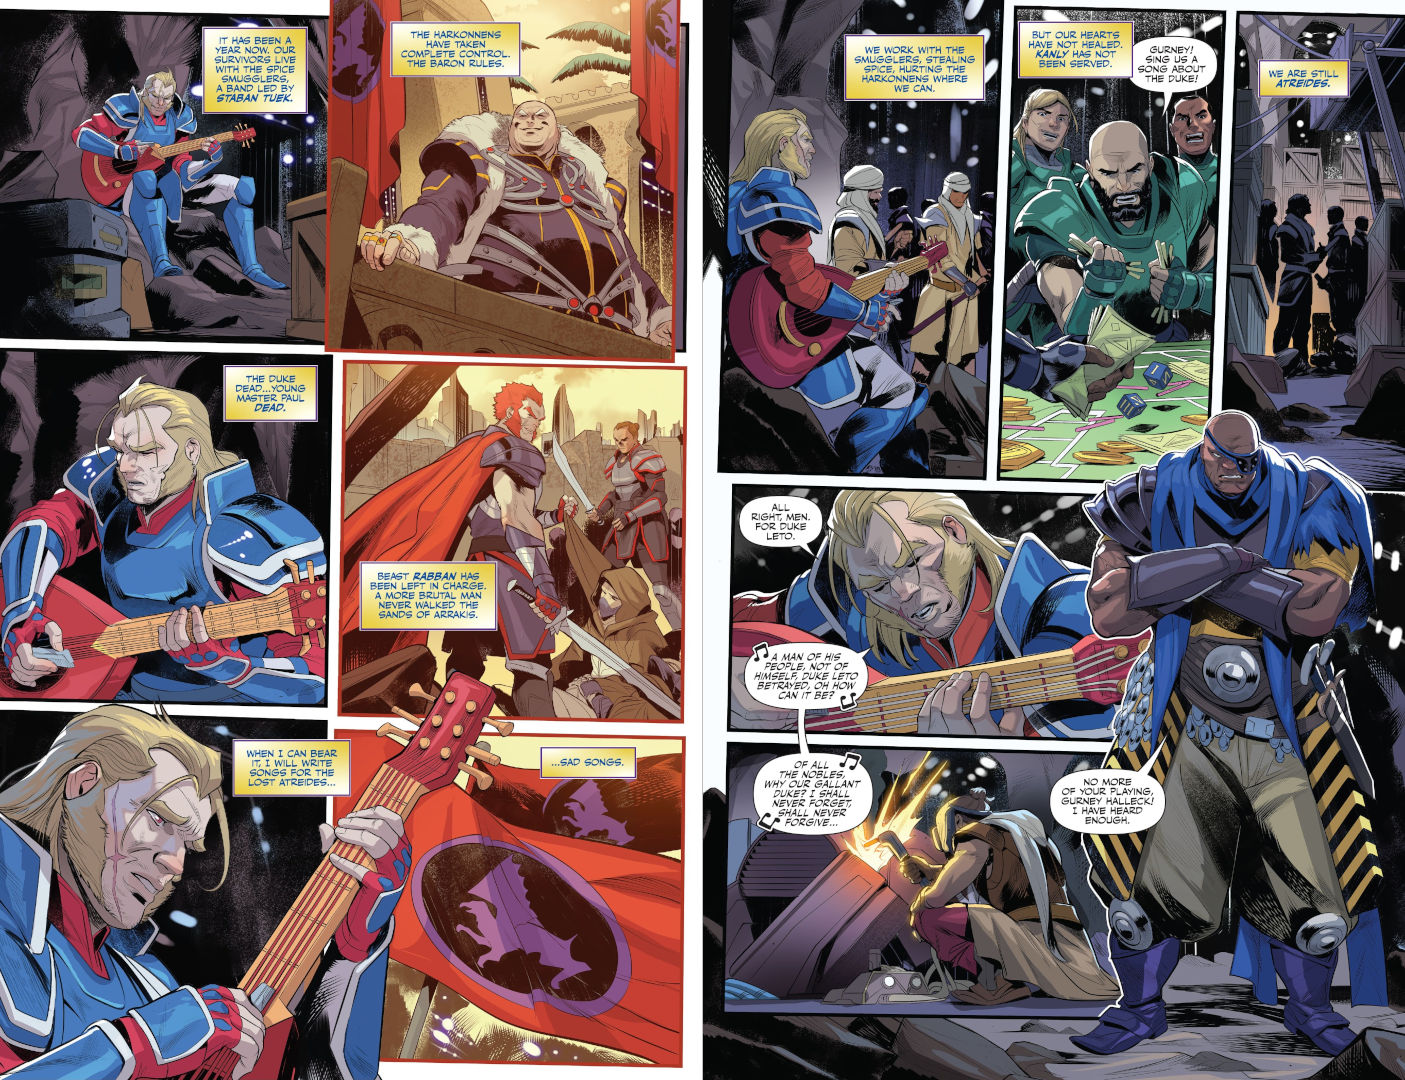 IT HAS BEEN A
YEAR NOW. OUR
SURVIVORS LIVE
WITH THE SPICE
SMUGGLERS,
A BAND LED BY
STABAN TUEK.
THE HARKONNENS
HAVE TAKEN
COMPLETE CONTROL.
THE BARON RULES.
THE DUKE
DEAD...YOUNG
MASTER PAUL
DEAD.
BEAST RABBAN HAS
BEEN LEFT IN CHARGE.
A MORE BRUTAL MAN
NEVER WALKED THE
SANDS OF ARRAKIS.
WHEN I CAN BEAR
IT, I WILL WRITE
SONGS FOR THE
LOST ATREIDES...
...SAD SONGS.
WE WORK WITH THE
SMUGGLERS, STEALING
SPICE, HURTING THE
HARKONNENS WHERE
WE CAN.
BUT OUR HEARTS
HAVE NOT HEALED.
KANLY HAS NOT
BEEN SERVED.
GURNEY!
SING US A
SONG ABOUT
THE DUKE!
WE ARE STILL
ATREIDES.
ALL
RIGHT, MEN.
FOR DUKE
LETO.
A MAN OF HIS
PEOPLE, NOT OF
HIMSELF, DUKE LETO
BETRAYED, OH HOW
CAN IT BE?
OF ALL
THE NOBLES,
WHY OUR GALLANT
DUKE? I SHALL
NEVER FORGET,
SHALL NEVER
FORGIVE...
NO MORE
OF YOUR PLAYING,
GURNEY HALLECK!
I HAVE HEARD
ENOUGH.